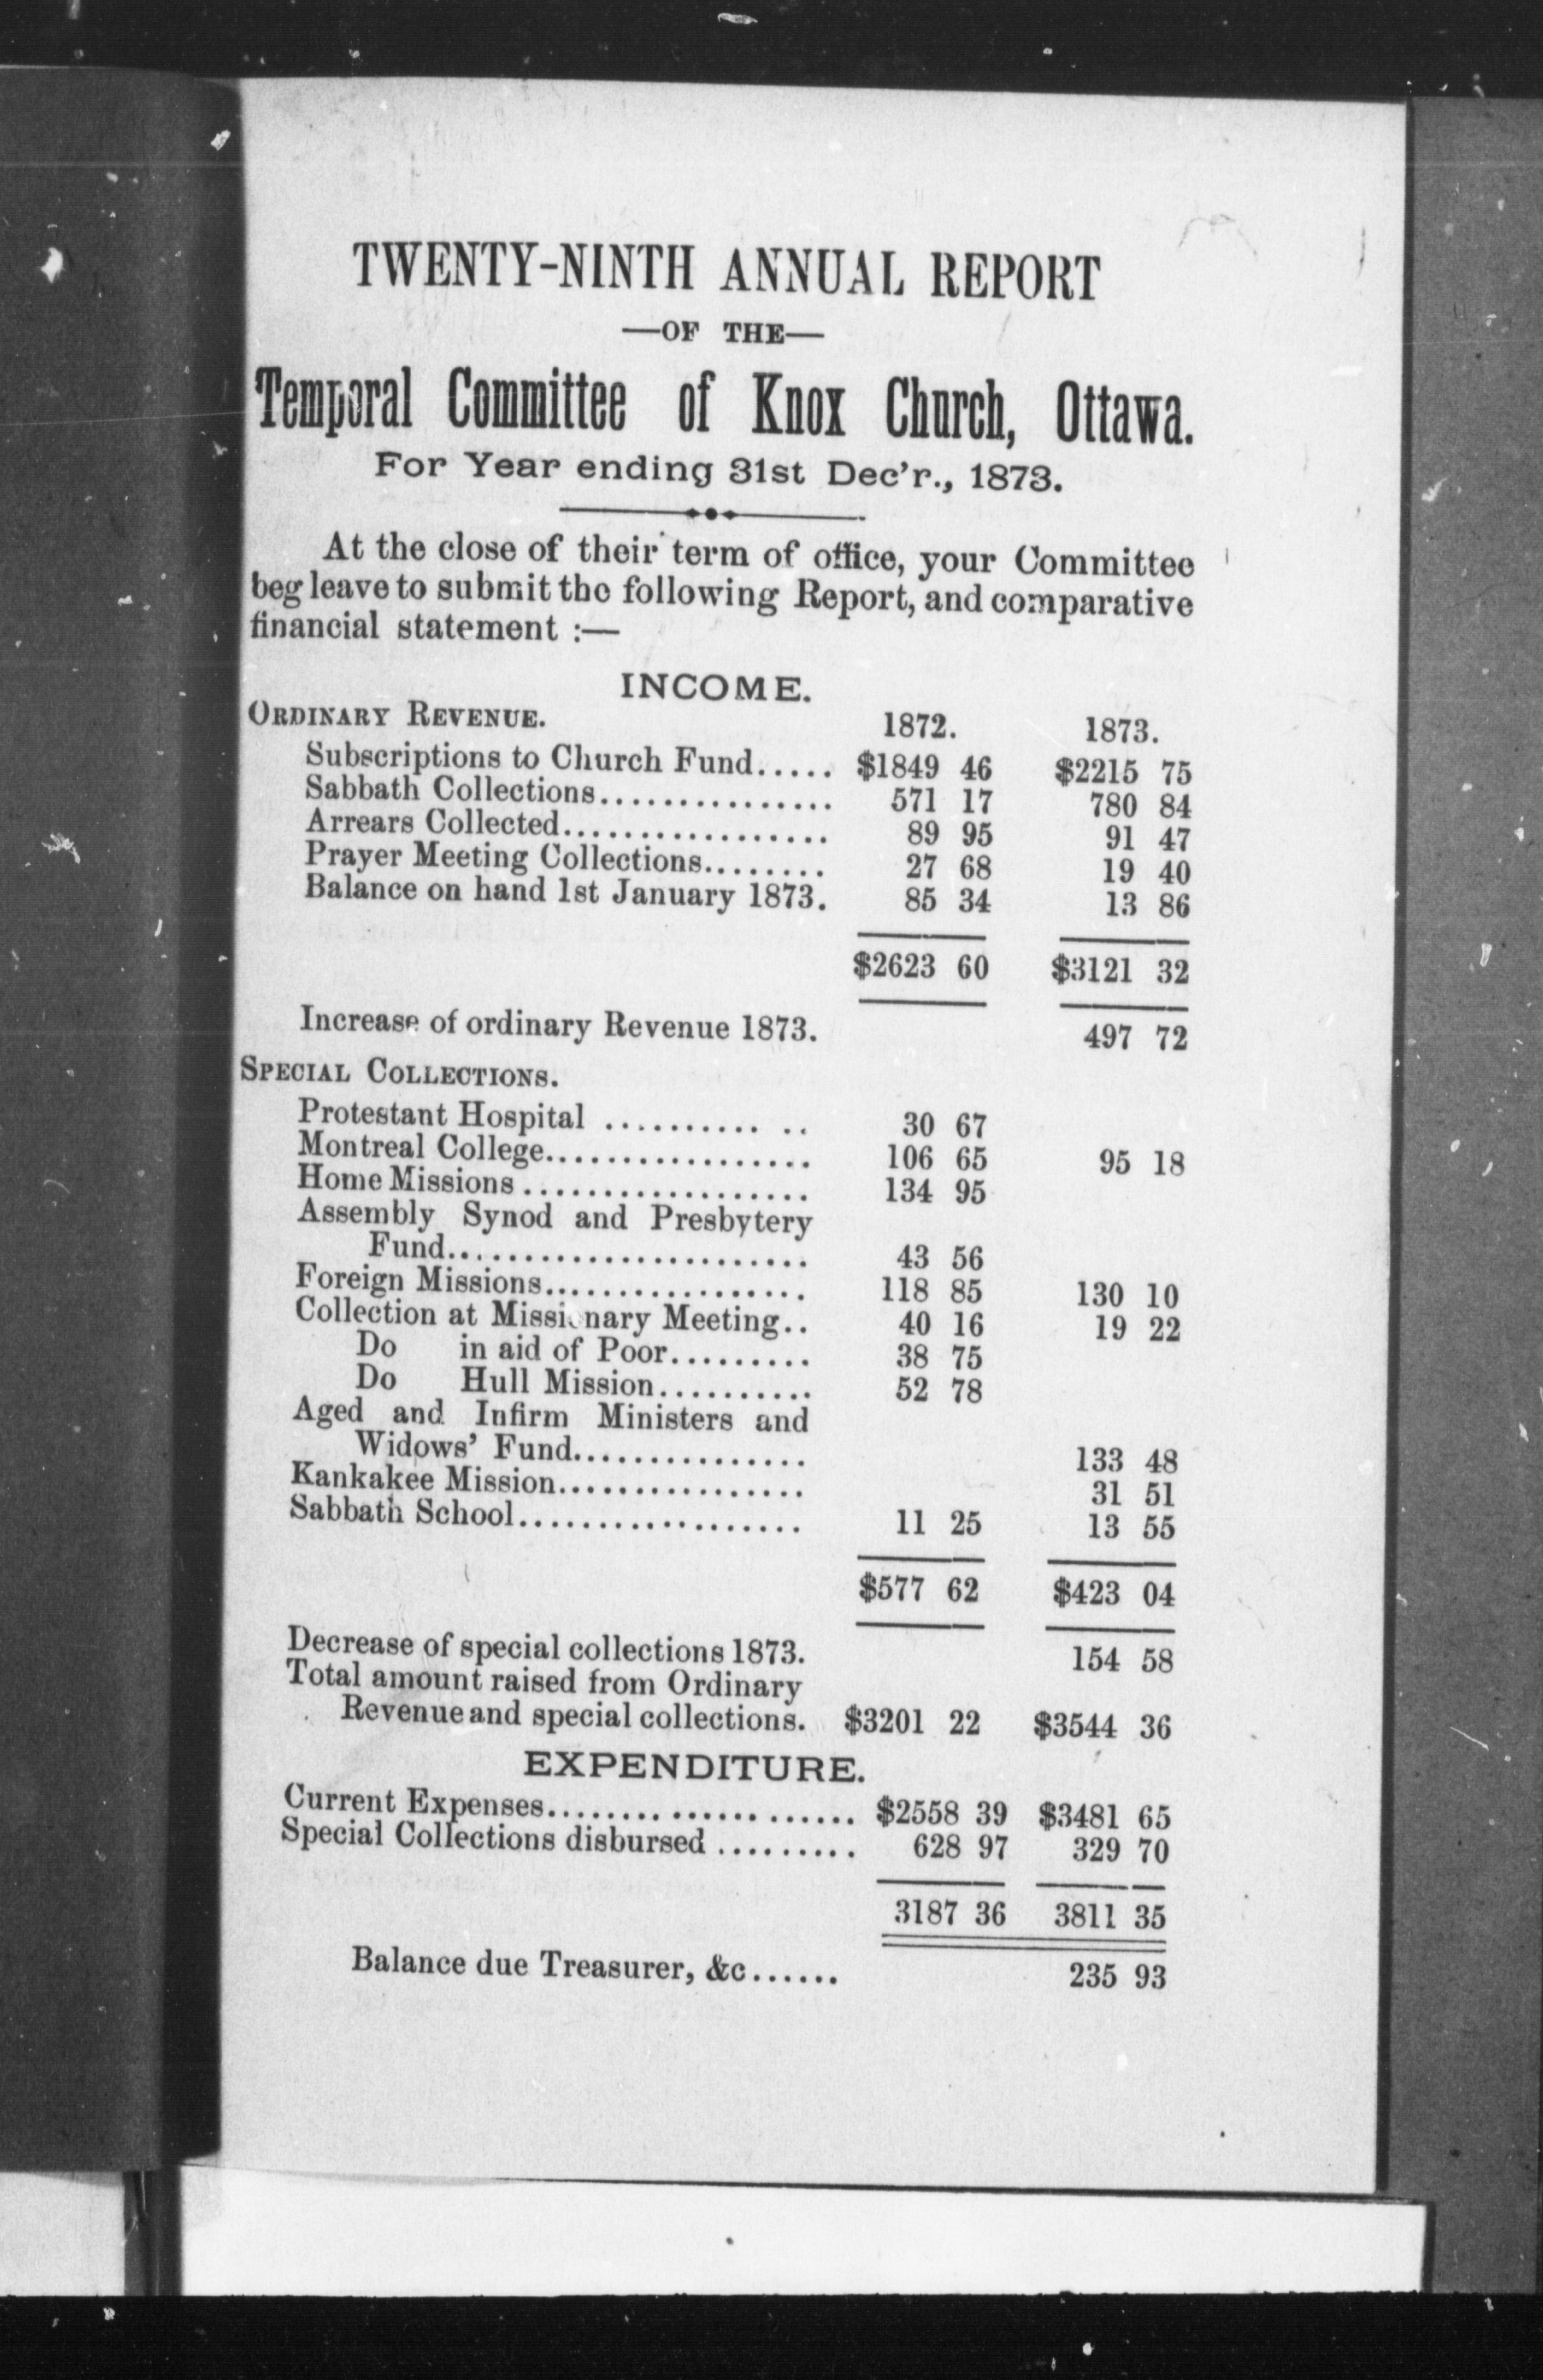 TWENTY-NINTH ANNUAL REPORT
—OF THE—
Temporal Committee of Knox Church, Ottawa.
For Year ending 31st Dec'r., 1873.
At the close of their term of office, your Committee
beg leave to submit the following Report, and comparative
financial statement :—
INCOME.
ORDINARY REVENUE. 1872. 1873.
Subscriptions to Church Fund..... $1849 46 $2215 75
Sabbath Collections............... 571 17 780 84
Arrears Collected................. 89 95 91 47
Prayer Meeting Collections........ 27 68 19 40
Balance on hand 1st January 1873. 85 34 13 86
$2623 60 $3121 32
Increase of ordinary Revenue 1873. 497 72
SPECIAL COLLECTIONS.
Protestant Hospital .......... .. 30 67
Montreal College................. 106 65 95 18
Home Missions .................. 134 95
Assembly Synod and Presbytery
Fund....................... 43 56
Foreign Missions................. 118 85 130 10
Collection at Missionary Meeting.. 40 16 19 22
Do in aid of Poor......... 38 75
Do Hull Mission.......... 52 78
Aged and Infirm Ministers and
Widows' Fund............... 133 48
Kankakee Mission................ 31 51
Sabbath School.................. 11 25 13 55
$577 62 $423 04
Decrease of special collections 1873. 154 58
Total amount raised from Ordinary
Revenue and special collections. $3201 22 $3544 36
EXPENDITURE.
Current Expenses........ ...... ...... $2558 39 $3481 65
Special Collections disbursed ......... 628 97 329 70
3187 36 3811 35
Balance due Treasurer, &c...... 235 93